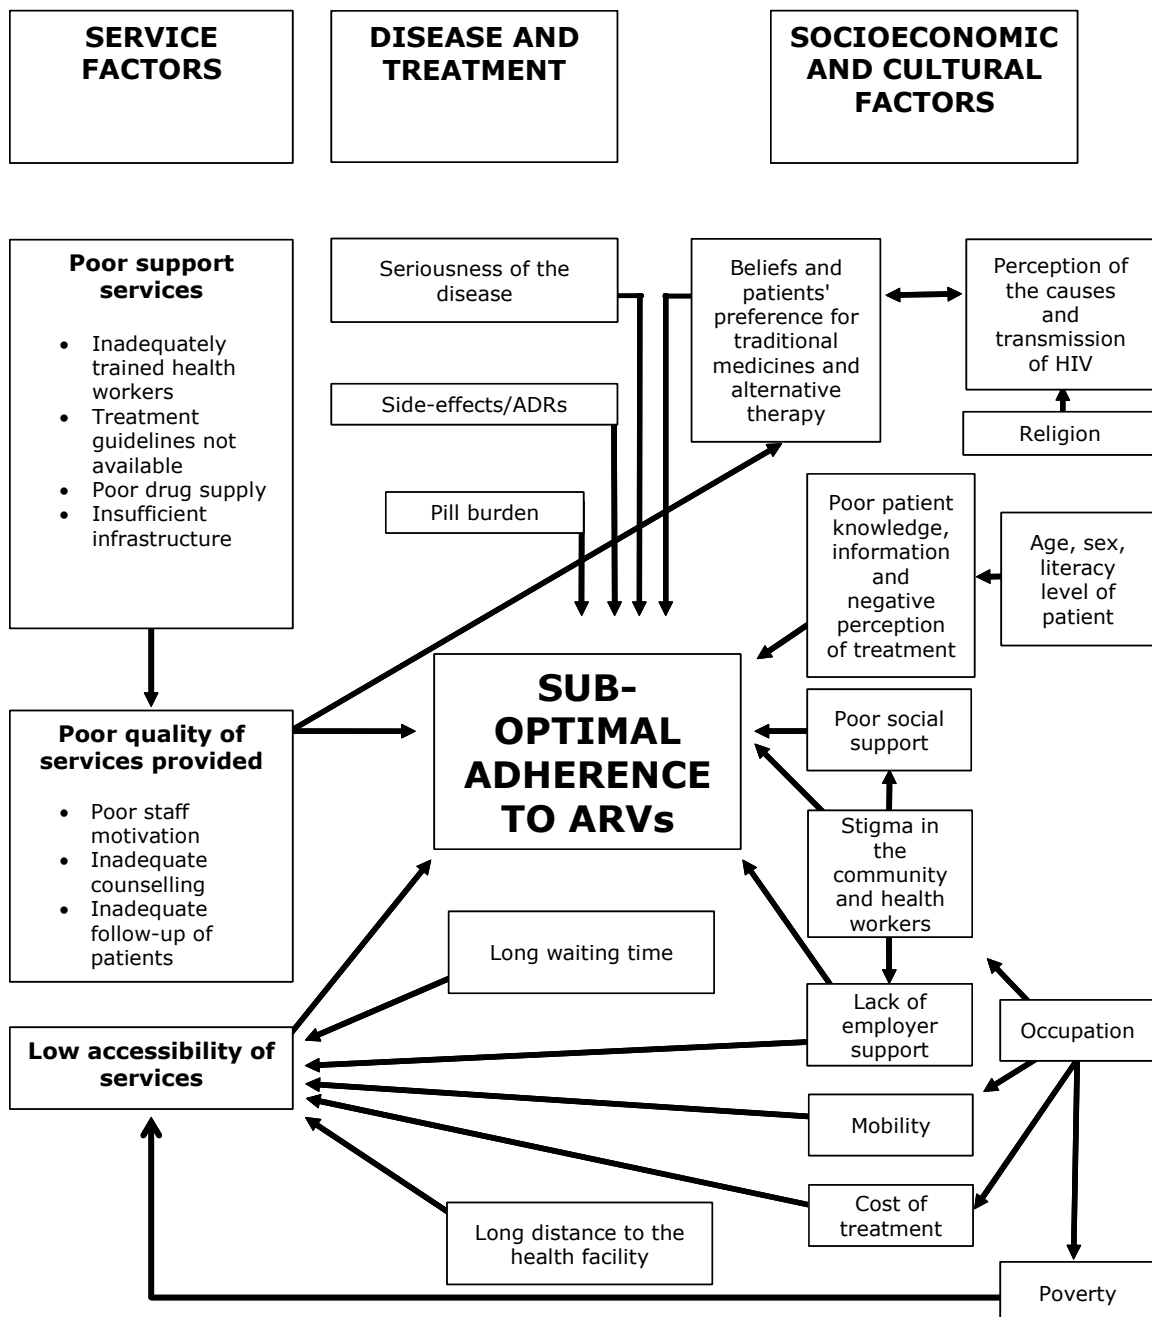 SERVICE
FACTORS
DISEASE AND
TREATMENT
SOCIOECONOMIC
AND CULTURAL
FACTORS
Poor support
services
• Inadequately
trained health
workers
• Treatment
guidelines not
available
• Poor drug supply
• Insufficient
infrastructure
Seriousness of the
disease
Side-effects/ADRs
Pill burden
Beliefs and
patients'
preference for
traditional
medicines and
alternative
therapy
Perception of
the causes
and
transmission
of HIV
Religion
Poor patient
knowledge,
information
and
negative
perception
of treatment
Age, sex,
literacy
level of
patient
SUB-
OPTIMAL
ADHERENCE
TO ARVs
Poor social
support
Poor quality of
services provided
• Poor staff
motivation
• Inadequate
counselling
• Inadequate
follow-up of
patients
Stigma in
the
community
and health
workers
Long waiting time
Lack of
employer
support
Occupation
Low accessibility of
services
Mobility
Cost of
treatment
Long distance to the
health facility
Poverty